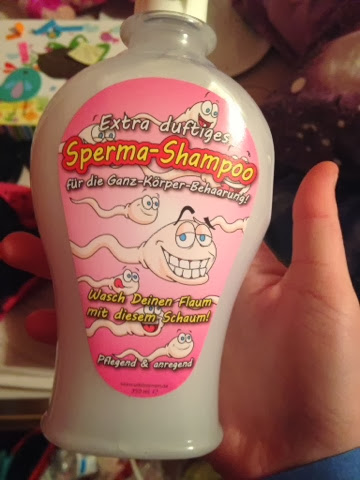 Extra duftiges
Sperma-Shampoo
für die Ganz-Körper-Behaarung!
Wasch Deinen Flaum
mit diesem Schaum!
Pflegend & anregend